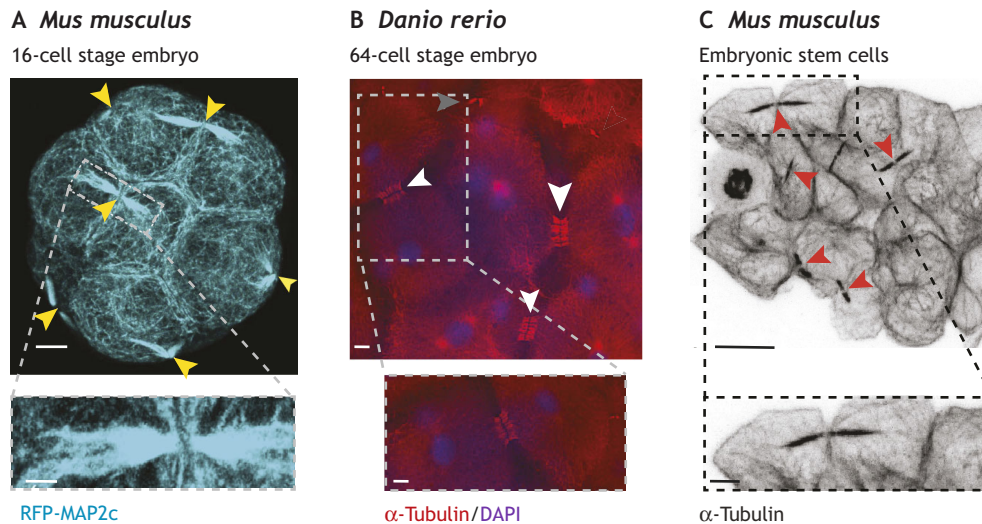 A Mus musculus
16-cell stage embryo
B Danio rerio
64-cell stage embryo
C Mus musculus
Embryonic stem cells
RFP-MAP2c
α-Tubulin/DAPI
α-Tubulin